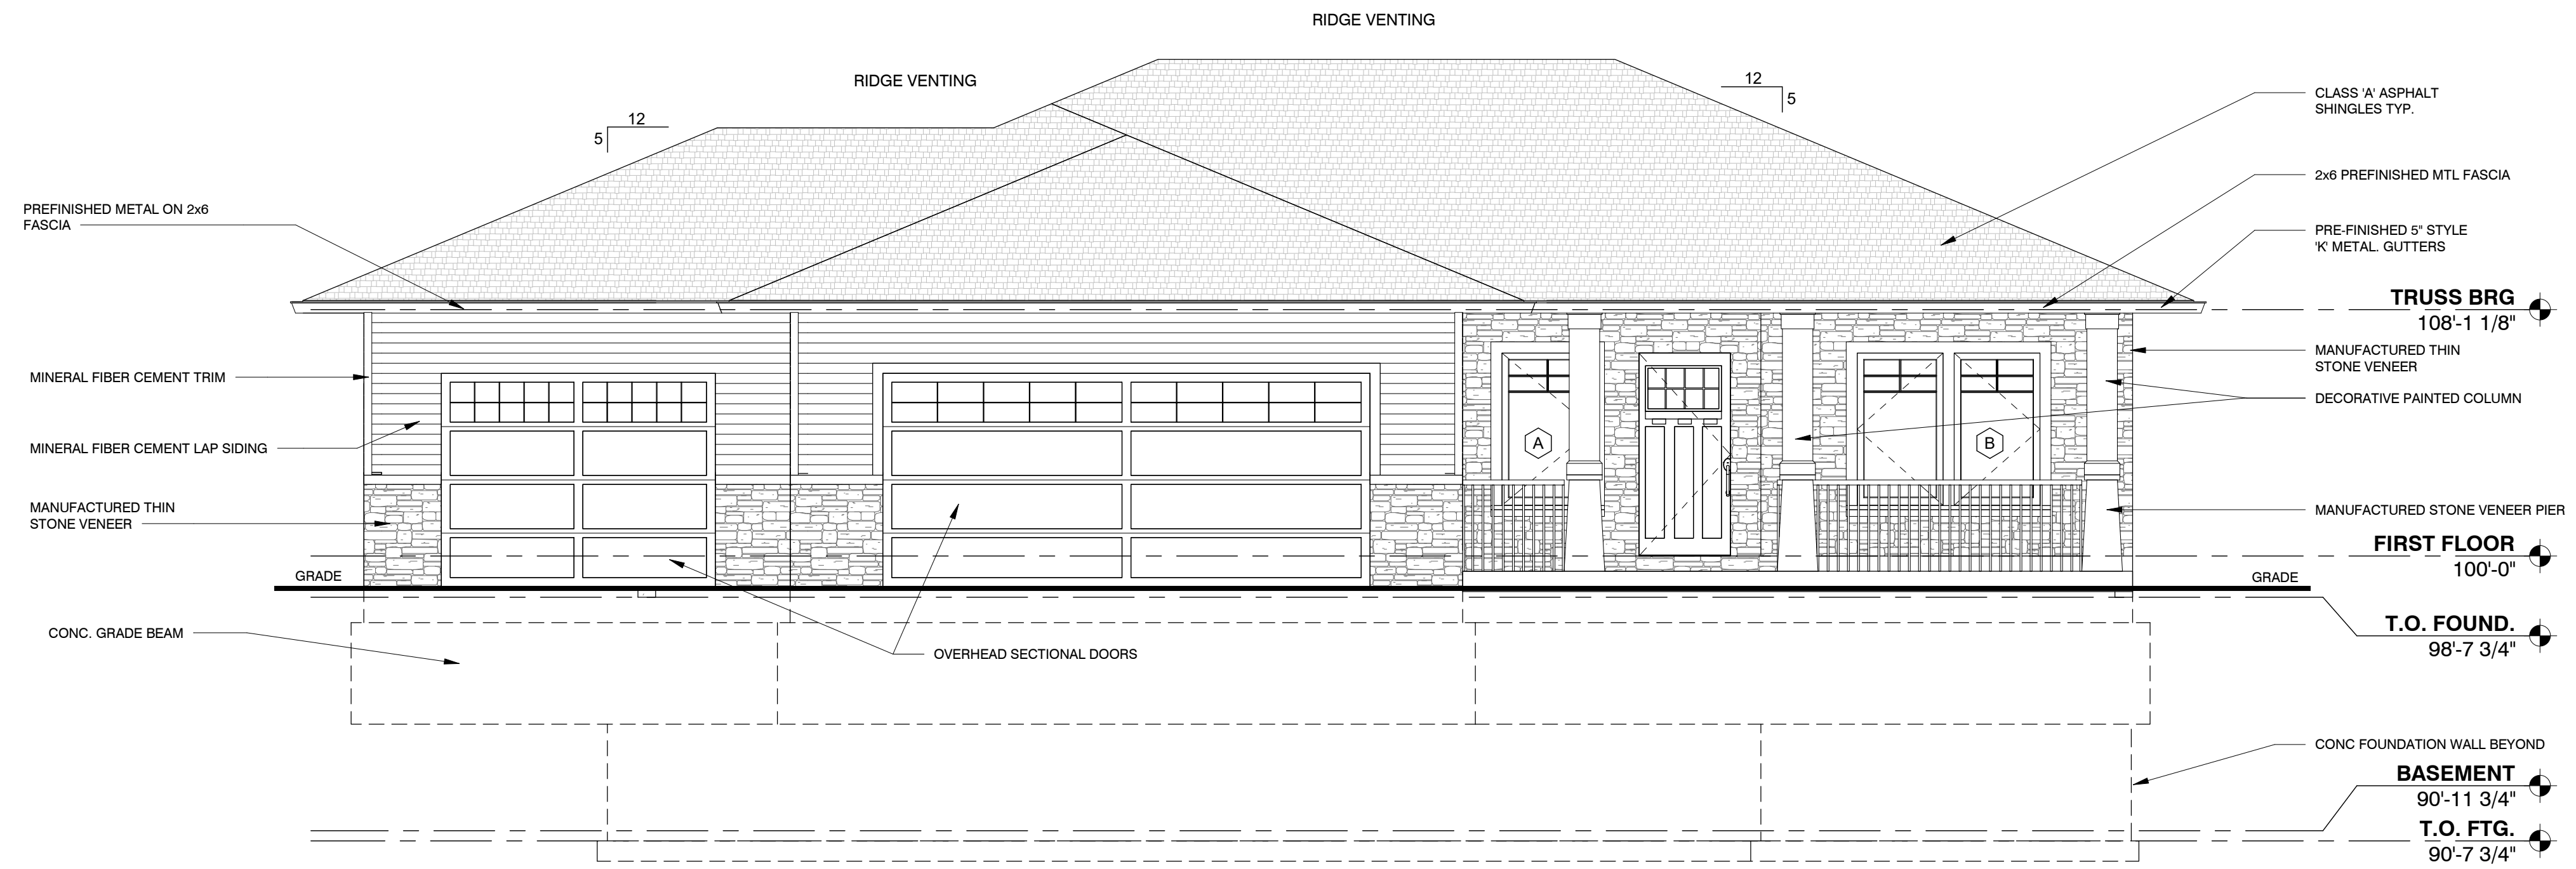 RIDGE VENTING
RIDGE VENTING
12
5
12
5
CLASS 'A' ASPHALT
SHINGLES TYP.
2x6 PREFINISHED MTL FASCIA
PREFINISHED METAL ON 2x6
FASCIA
PRE-FINISHED 5" STYLE
'K' METAL. GUTTERS
TRUSS BRG
108'-1 1/8"
MANUFACTURED THIN
STONE VENEER
MINERAL FIBER CEMENT TRIM
DECORATIVE PAINTED COLUMN
MINERAL FIBER CEMENT LAP SIDING
A
B
MANUFACTURED THIN
STONE VENEER
MANUFACTURED STONE VENEER PIER
FIRST FLOOR
100'-0"
GRADE
GRADE
T.O. FOUND.
98'-7 3/4"
CONC. GRADE BEAM
OVERHEAD SECTIONAL DOORS
CONC FOUNDATION WALL BEYOND
BASEMENT
90'-11 3/4"
T.O. FTG.
90'-7 3/4"